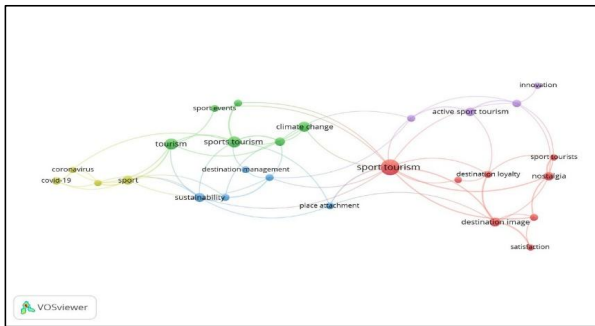 innovation
sport events
active sport tourism
climate change
tourism
sports tourism
sport tourists
coronavirus
destination management
sport tourism
destination loyalty
nostalgia
covid-19
sport
sustainability
place attachment
destination image
satisfaction
VOSviewer